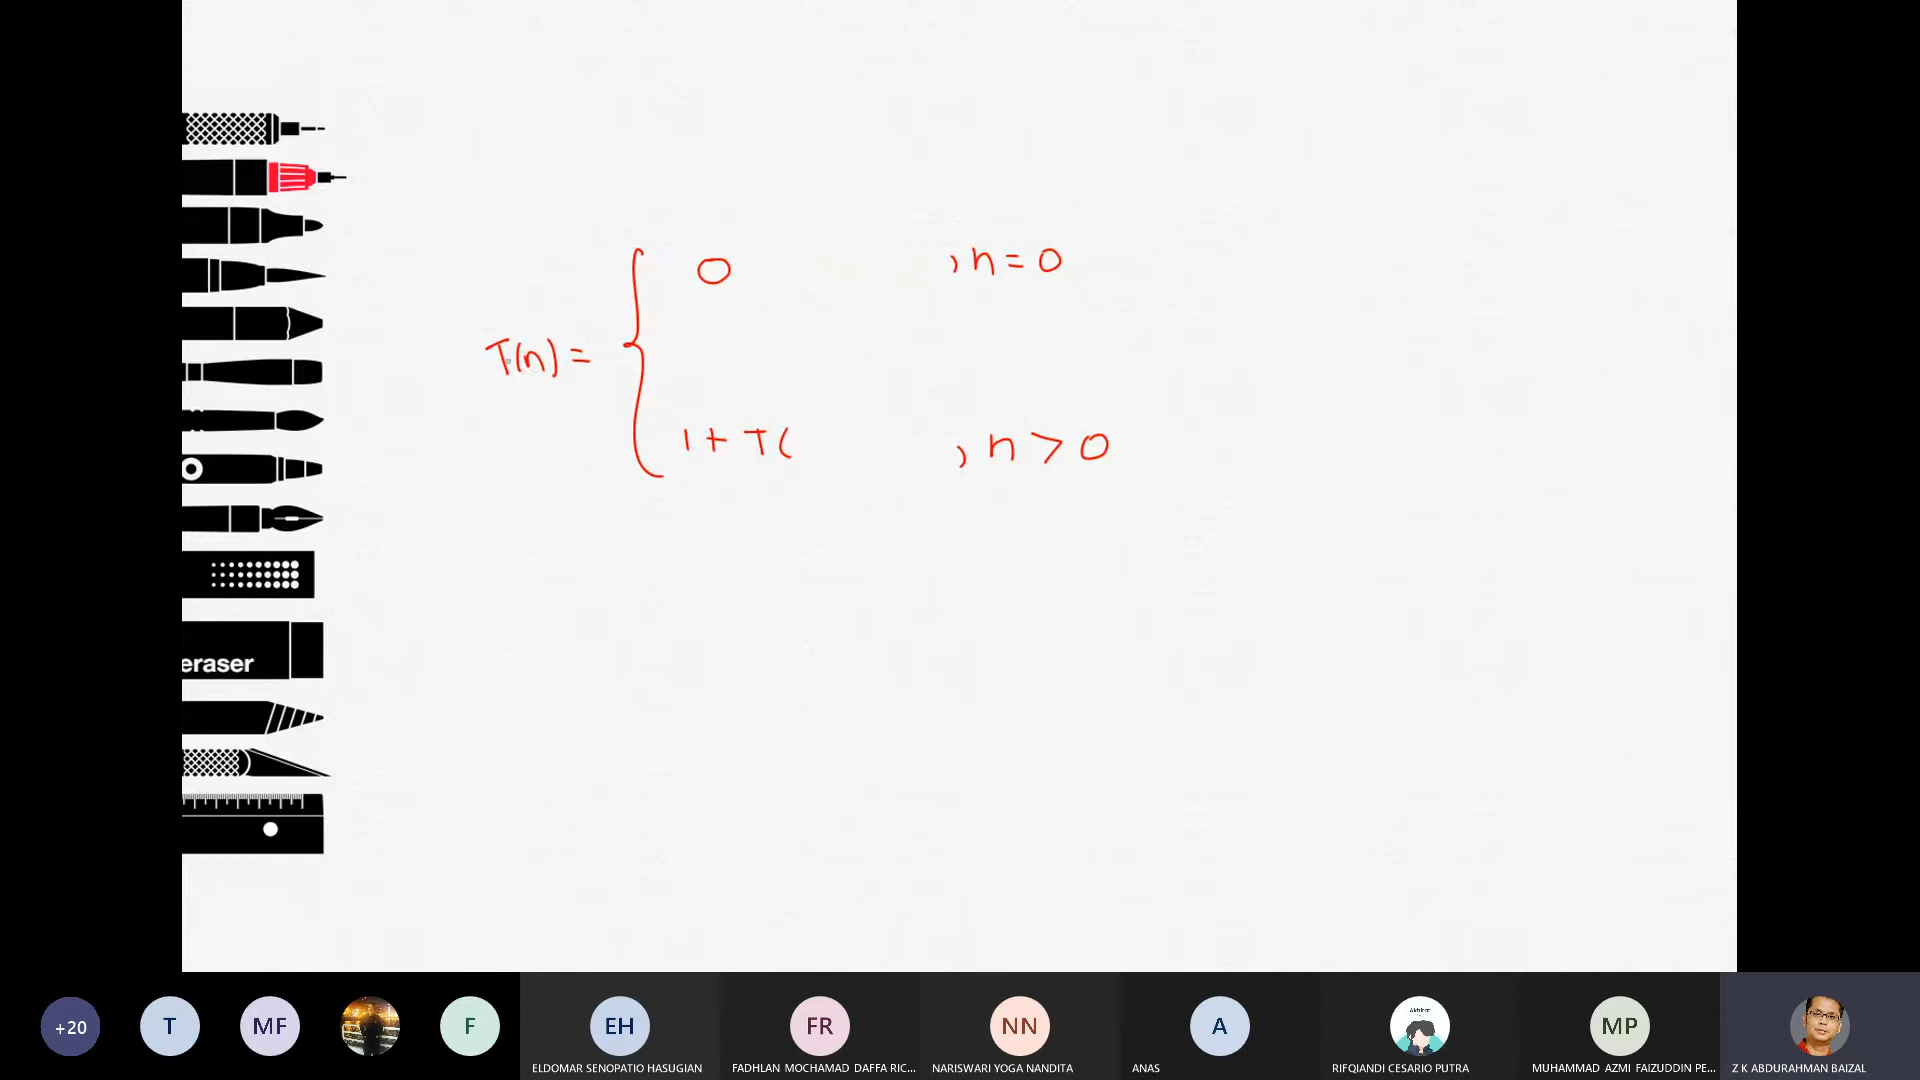 0 , n = 0
T(n) =
1 + T( , n > 0
eraser
+20
T
MF
F
EH
FR
NN
A
MP
ELDOMAR SENOPATIO HASUGIAN
FADHLAN MOCHAMAD DAFFA RIC...
NARISWARI YOGA NANDITA
ANAS
RIFQIANDI CESARIO PUTRA
MUHAMMAD AZMI FAIZUDDIN PE...
Z K ABDURAHMAN BAIZAL